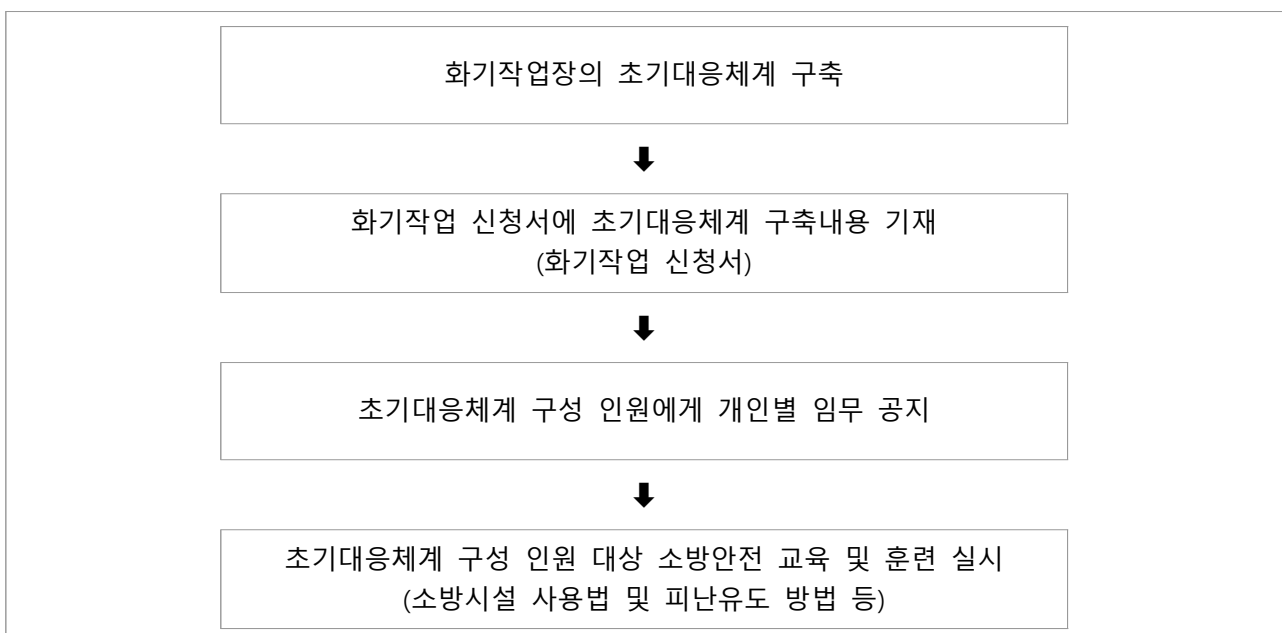 화기작업장의 초기대응체계 구축
화기작업 신청서에 초기대응체계 구축내용 기재
(화기작업 신청서)
초기대응체계 구성 인원에게 개인별 임무 공지
초기대응체계 구성 인원 대상 소방안전 교육 및 훈련 실시
(소방시설 사용법 및 피난유도 방법 등)